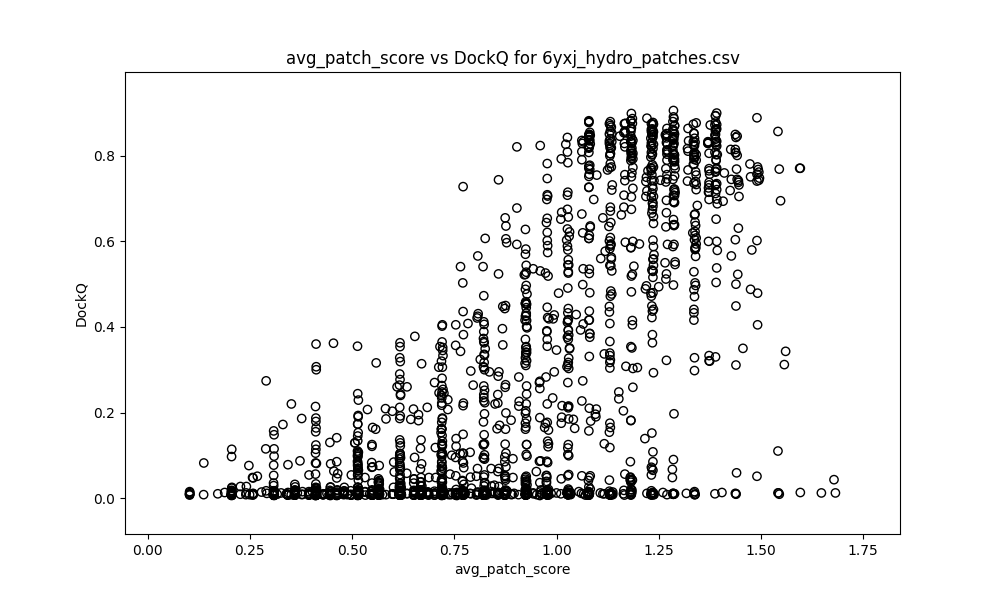 avg_patch_score vs DockQ for 6yxj_hydro_patches.csv
DockQ
0.8
0.6
0.4
0.2
0.0
0.00 0.25 0.50 0.75 1.00 1.25 1.50 1.75
avg_patch_score